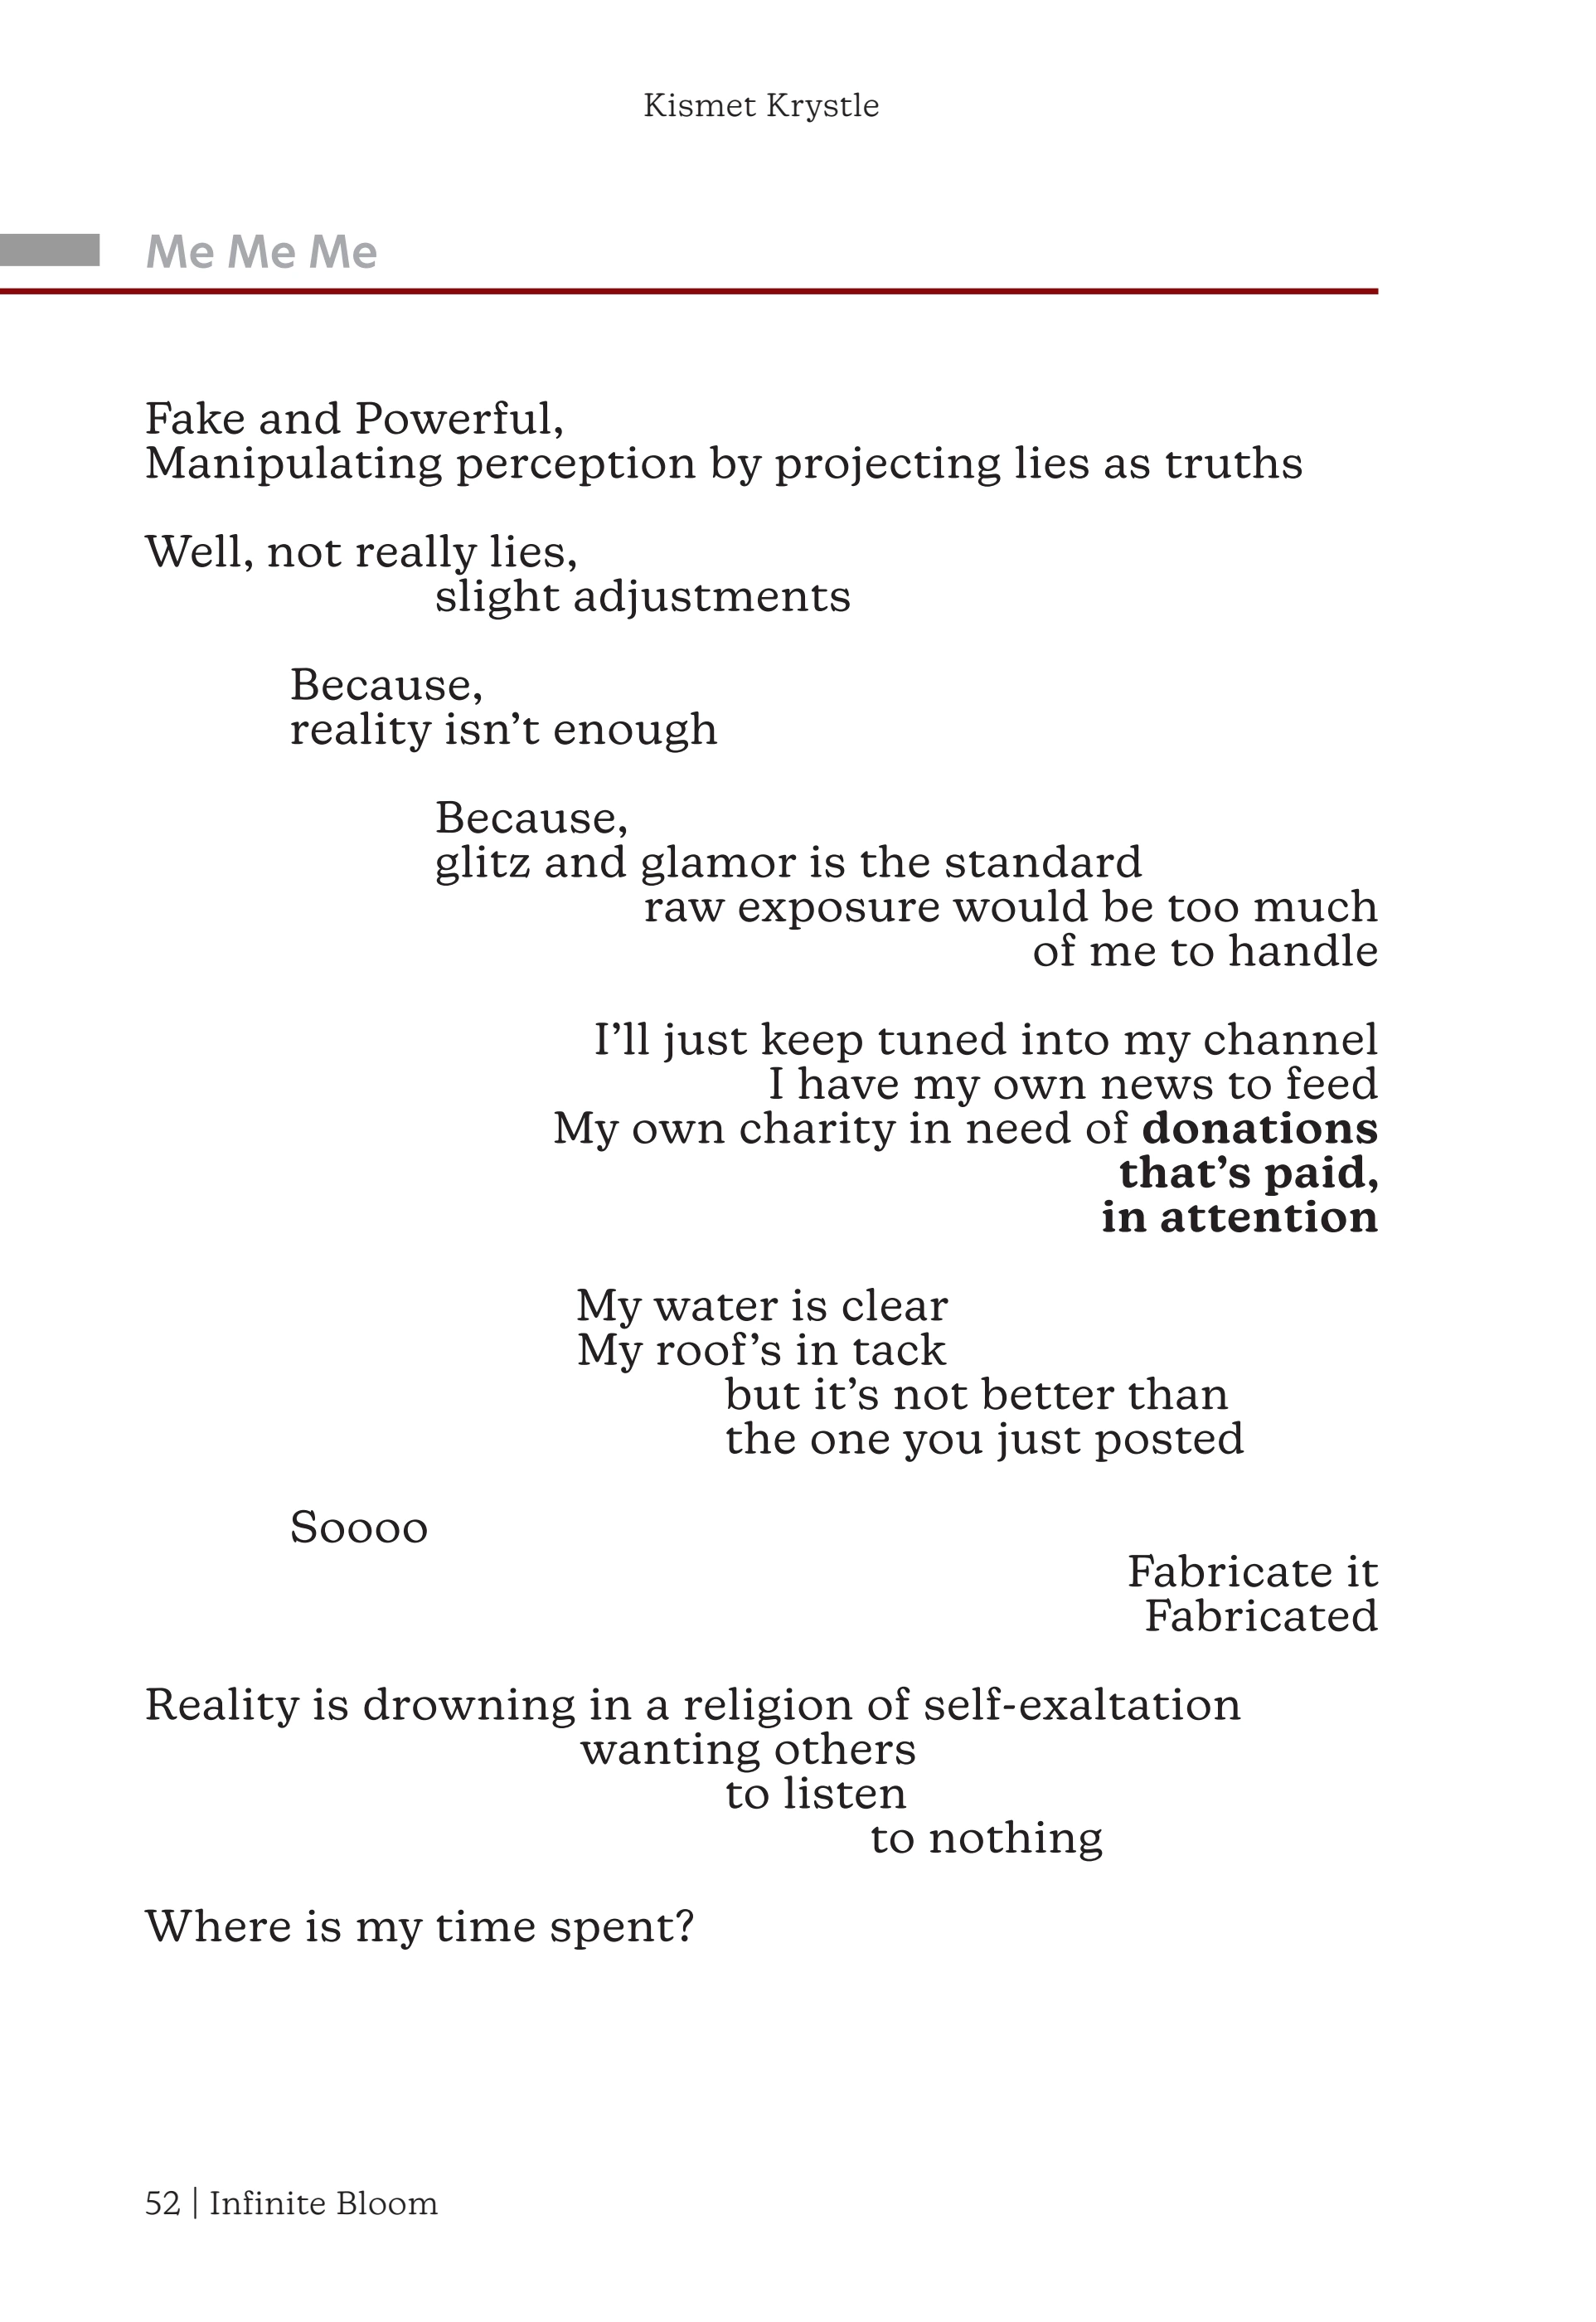 Kismet Krystle
Me Me Me
Fake and Powerful,
Manipulating perception by projecting lies as truths
Well, not really lies,
slight adjustments
Because,
reality isn’t enough
Because,
glitz and glamor is the standard
raw exposure would be too much
of me to handle
I’ll just keep tuned into my channel
I have my own news to feed
My own charity in need of donations
that’s paid,
in attention
My water is clear
My roof’s in tack
but it’s not better than
the one you just posted
Soooo
Fabricate it
Fabricated
Reality is drowning in a religion of self-exaltation
wanting others
to listen
to nothing
Where is my time spent?
52 | Infinite Bloom